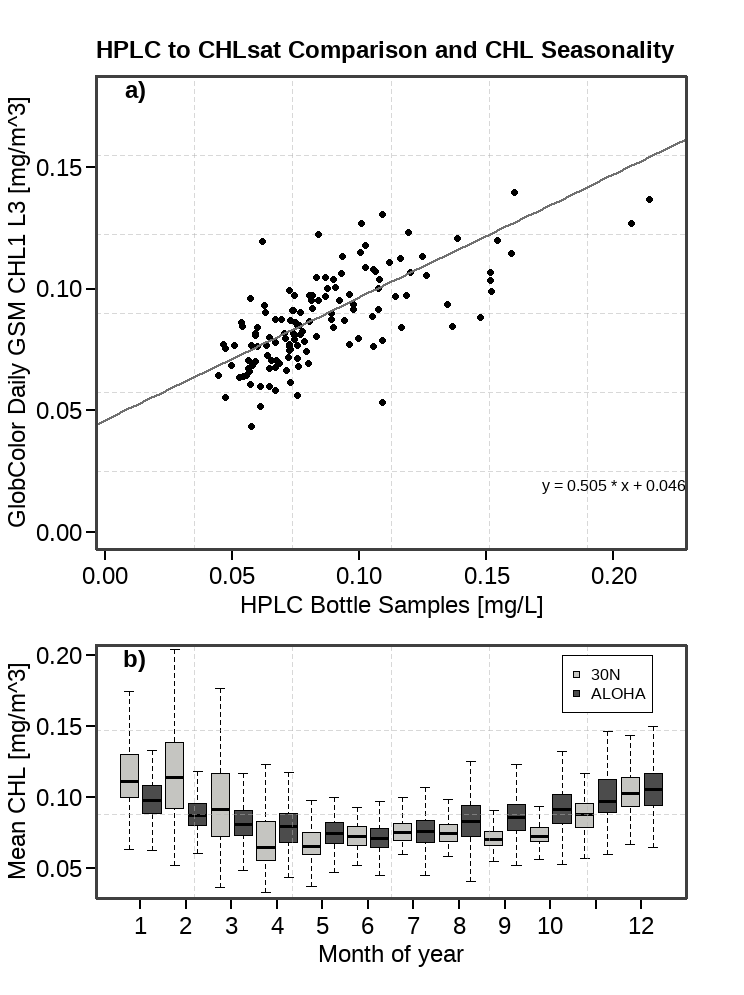 HPLC to CHLsat Comparison and CHL Seasonality
a)
GlobColor Daily GSM CHL1 L3 [mg/m^3]
0.15
0.10
0.05
0.00
y = 0.505 * x + 0.046
0.00 0.05 0.10 0.15 0.20
HPLC Bottle Samples [mg/L]
b)
Mean CHL [mg/m^3]
0.20
0.15
0.10
0.05
30N
ALOHA
1 2 3 4 5 6 7 8 9 10 12
Month of year